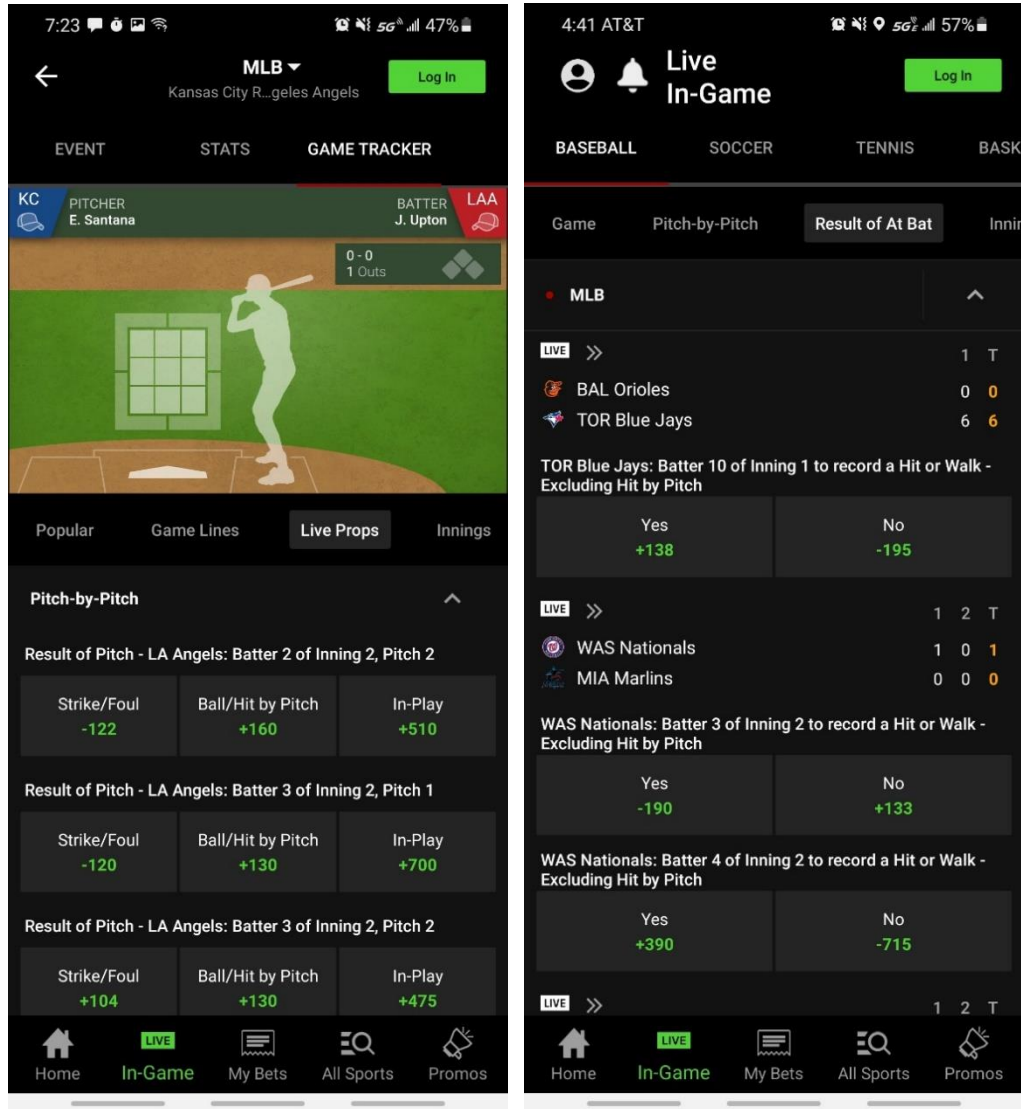 7:23 5G 47%
MLB
Kansas City R...geles Angels
Log In
EVENT STATS GAME TRACKER
KC PITCHER BATTER LAA
E. Santana J. Upton
0 - 0
1 Outs
Popular Game Lines Live Props Innings
Pitch-by-Pitch
Result of Pitch - LA Angels: Batter 2 of Inning 2, Pitch 2
Strike/Foul Ball/Hit by Pitch In-Play
-122 +160 +510
Result of Pitch - LA Angels: Batter 3 of Inning 2, Pitch 1
Strike/Foul Ball/Hit by Pitch In-Play
-120 +130 +700
Result of Pitch - LA Angels: Batter 3 of Inning 2, Pitch 2
Strike/Foul Ball/Hit by Pitch In-Play
+104 +130 +475
LIVE
Home In-Game My Bets All Sports Promos
4:41 AT&T 5GE 57%
Live
In-Game
Log In
BASEBALL SOCCER TENNIS BASK
Game Pitch-by-Pitch Result of At Bat Innin
MLB
LIVE 1 T
BAL Orioles 0 0
TOR Blue Jays 6 6
TOR Blue Jays: Batter 10 of Inning 1 to record a Hit or Walk -
Excluding Hit by Pitch
Yes No
+138 -195
LIVE 1 2 T
WAS Nationals 1 0 1
MIA Marlins 0 0 0
WAS Nationals: Batter 3 of Inning 2 to record a Hit or Walk -
Excluding Hit by Pitch
Yes No
-190 +133
WAS Nationals: Batter 4 of Inning 2 to record a Hit or Walk -
Excluding Hit by Pitch
Yes No
+390 -715
LIVE 1 2 T
LIVE
Home In-Game My Bets All Sports Promos